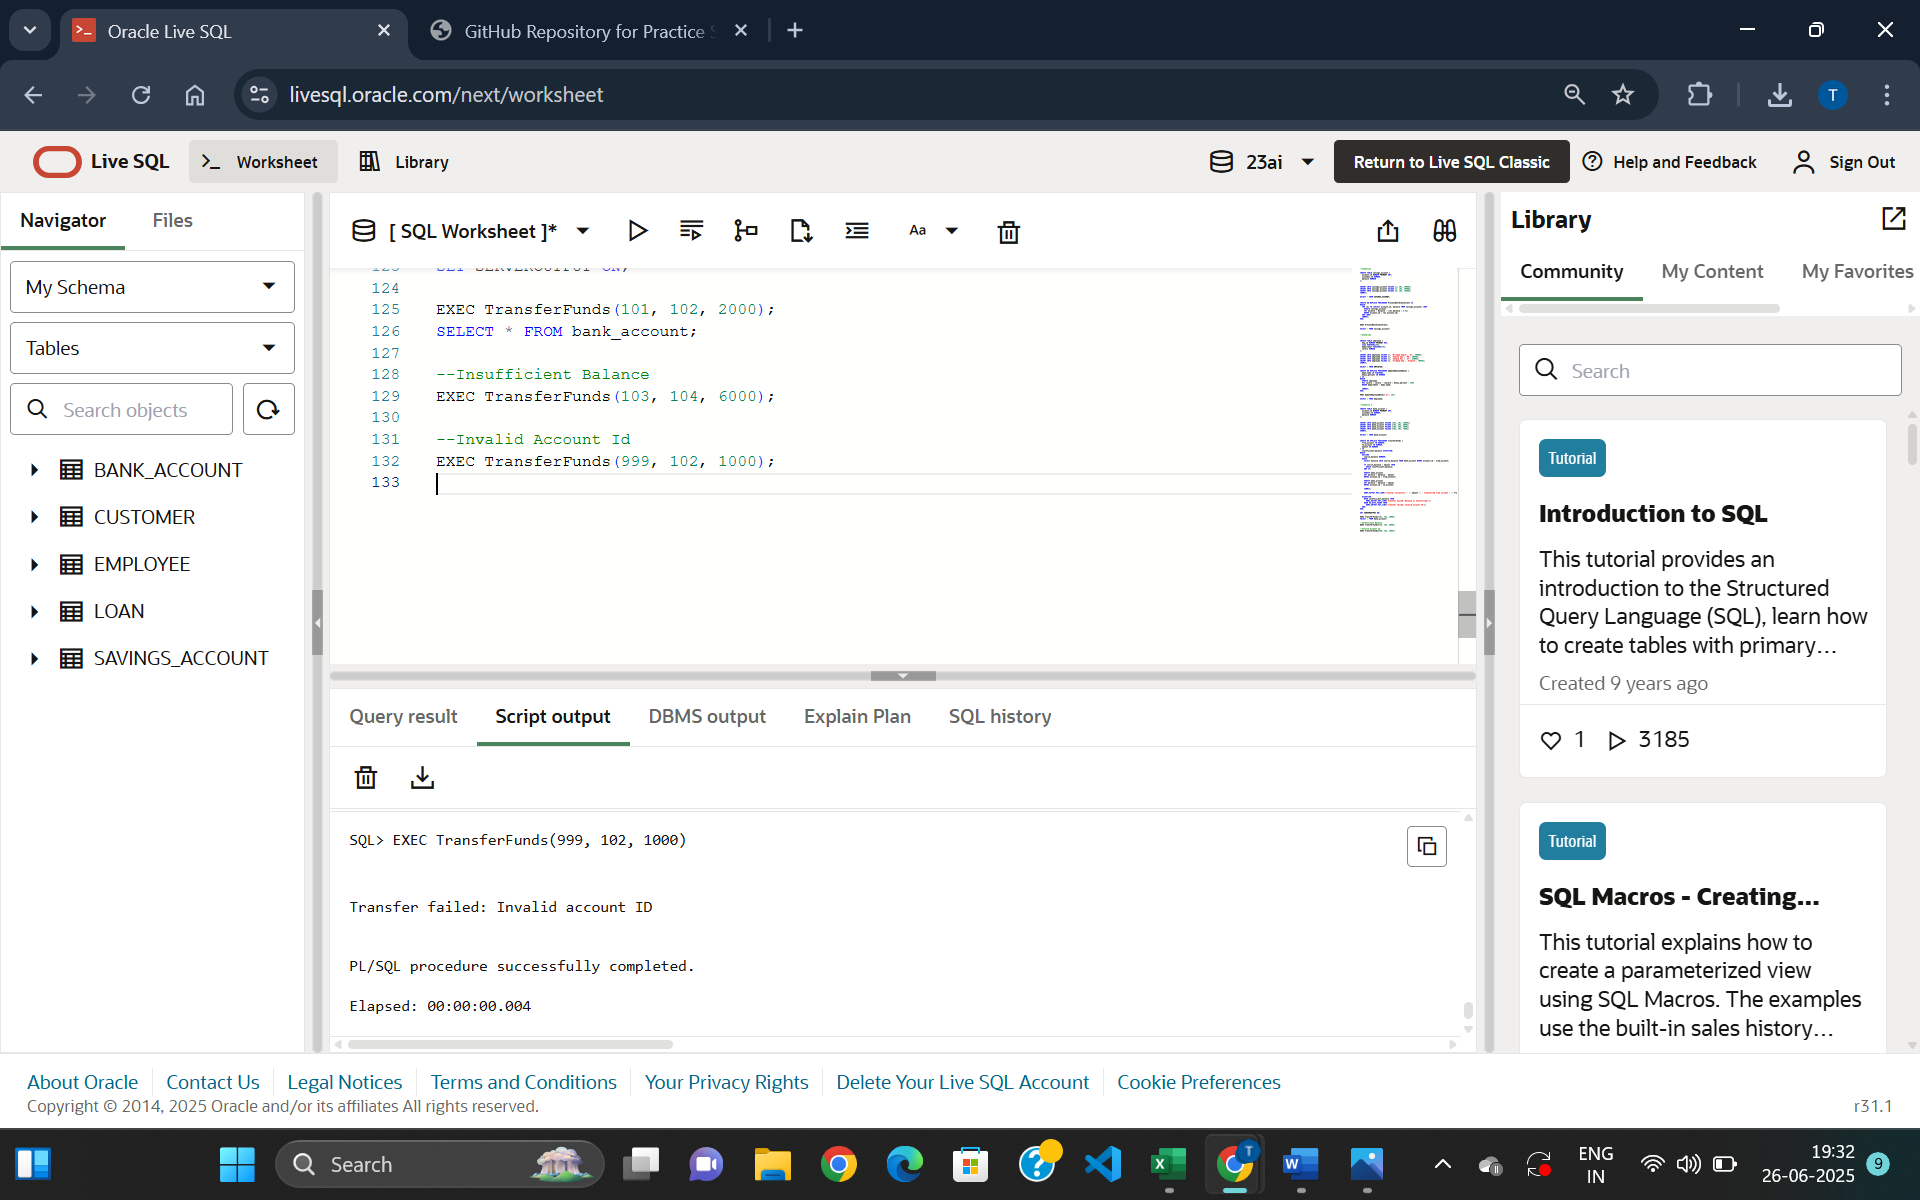 Oracle Live SQL
GitHub Repository for Practice
livesql.oracle.com/next/worksheet
T
Live SQL
Worksheet
Library
23ai
Return to Live SQL Classic
Help and Feedback
Sign Out
Navigator
Files
My Schema
Tables
Search objects
BANK_ACCOUNT
CUSTOMER
EMPLOYEE
LOAN
SAVINGS_ACCOUNT
[ SQL Worksheet ]*
Aa
123 SET SERVEROUTPUT ON;
124
125 EXEC TransferFunds(101, 102, 2000);
126 SELECT * FROM bank_account;
127
128 --Insufficient Balance
129 EXEC TransferFunds(103, 104, 6000);
130
131 --Invalid Account Id
132 EXEC TransferFunds(999, 102, 1000);
133
Query result
Script output
DBMS output
Explain Plan
SQL history
SQL> EXEC TransferFunds(999, 102, 1000)
Transfer failed: Invalid account ID
PL/SQL procedure successfully completed.
Elapsed: 00:00:00.004
Library
Community
My Content
My Favorites
Search
Tutorial
Introduction to SQL
This tutorial provides an
introduction to the Structured
Query Language (SQL), learn how
to create tables with primary...
Created 9 years ago
1
3185
Tutorial
SQL Macros - Creating...
This tutorial explains how to
create a parameterized view
using SQL Macros. The examples
use the built-in sales history...
About Oracle
Contact Us
Legal Notices
Terms and Conditions
Your Privacy Rights
Delete Your Live SQL Account
Cookie Preferences
Copyright © 2014, 2025 Oracle and/or its affiliates All rights reserved.
r31.1
Search
T
ENG
IN
19:32
26-06-2025
9